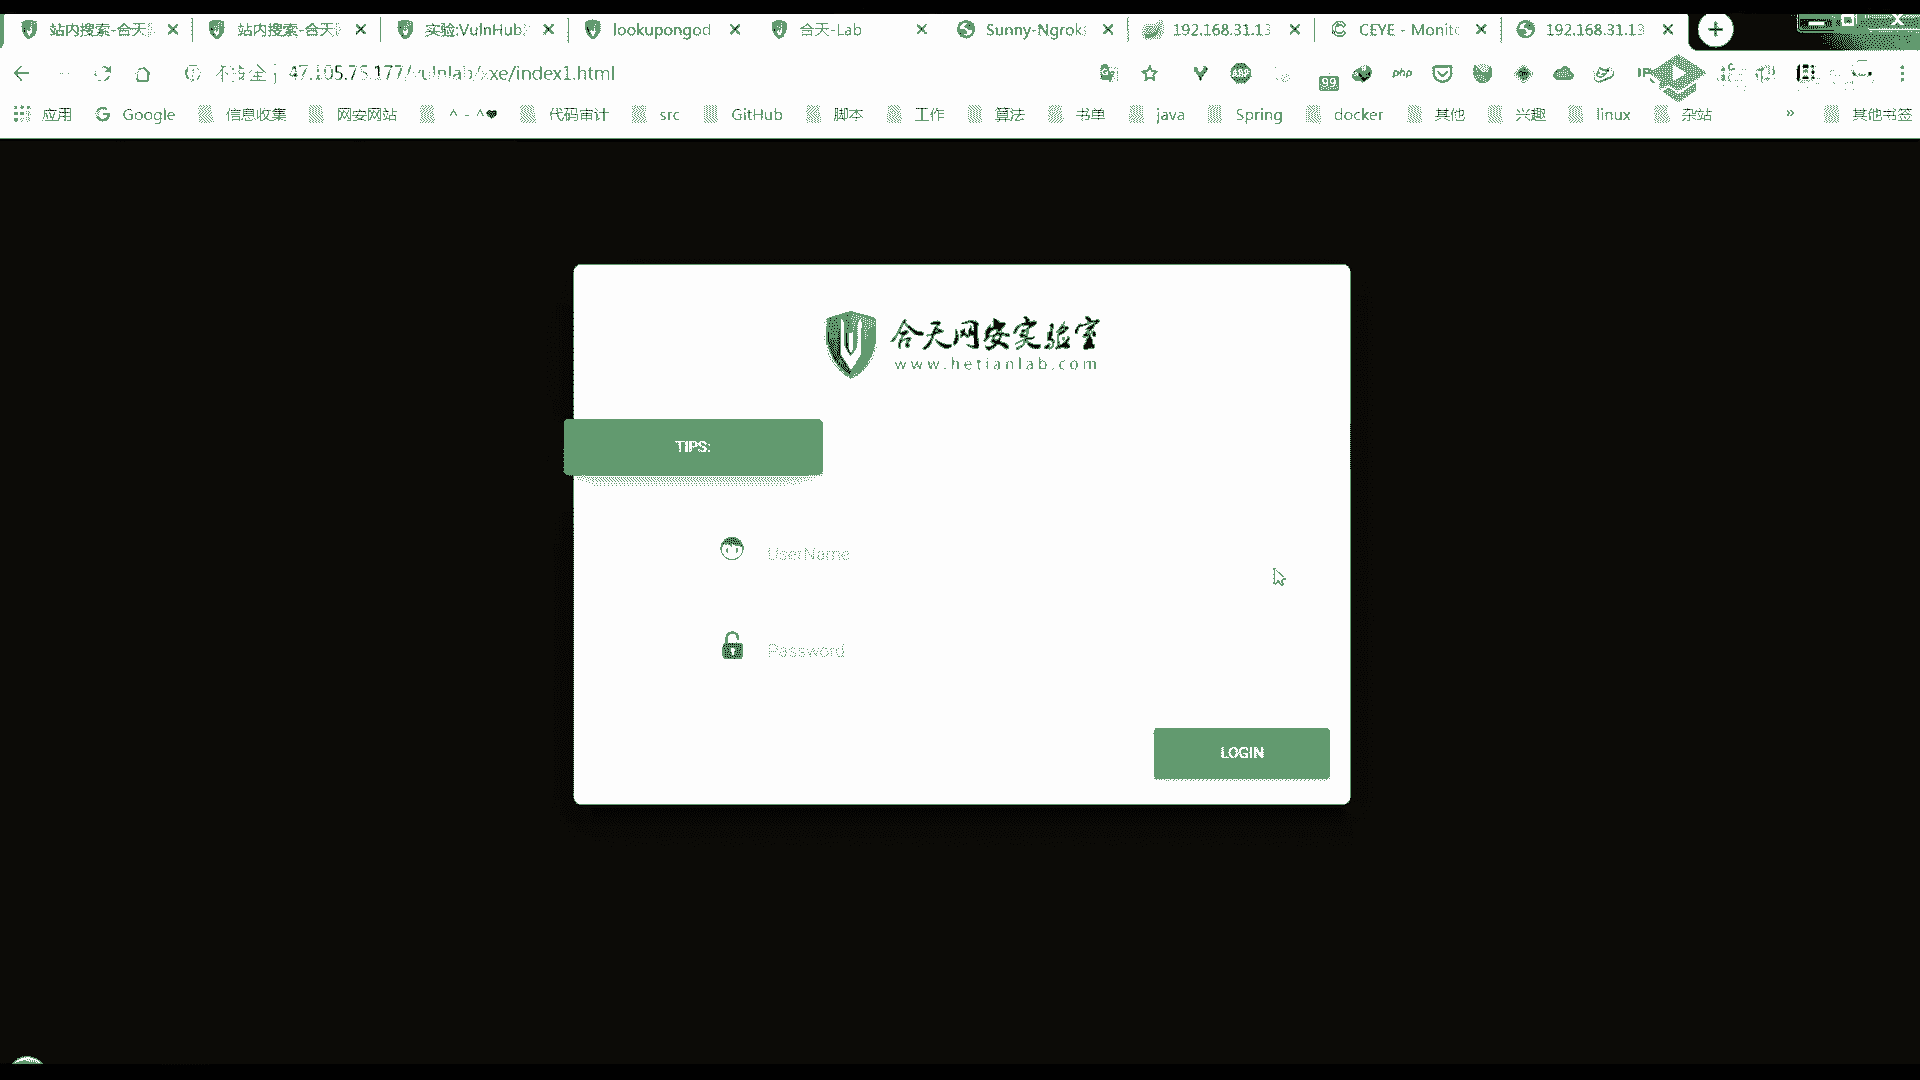 站内搜索-合天
站内搜索-合天
实验:VulnHub
lookupongod
合天-Lab
Sunny-Ngrok
192.168.31.13
CEYE - Monito
192.168.31.13
不安全 47.105.75.177/vulnlab/xxe/index1.html
99
php
应用 Google 信息收集 网安网站 ^ - ^❤ 代码审计 src GitHub 脚本 工作 算法 书单 java Spring docker 其他 兴趣 linux 杂站 » 其他书签
合天网安实验室
www.hetianlab.com
TIPS:
UserName
Password
LOGIN